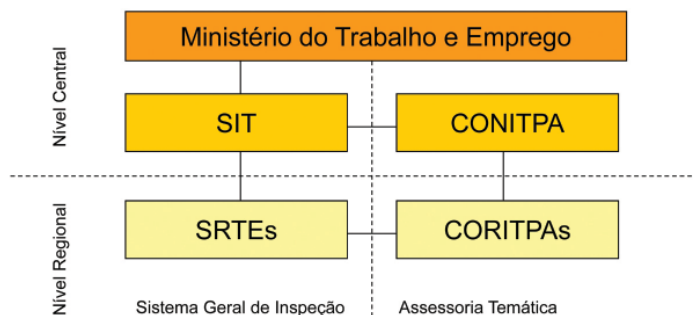 Ministério do Trabalho e Emprego
Nível Central
SIT
CONITPA
Nível Regional
SRTEs
CORITPAs
Sistema Geral de Inspeção
Assessoria Temática